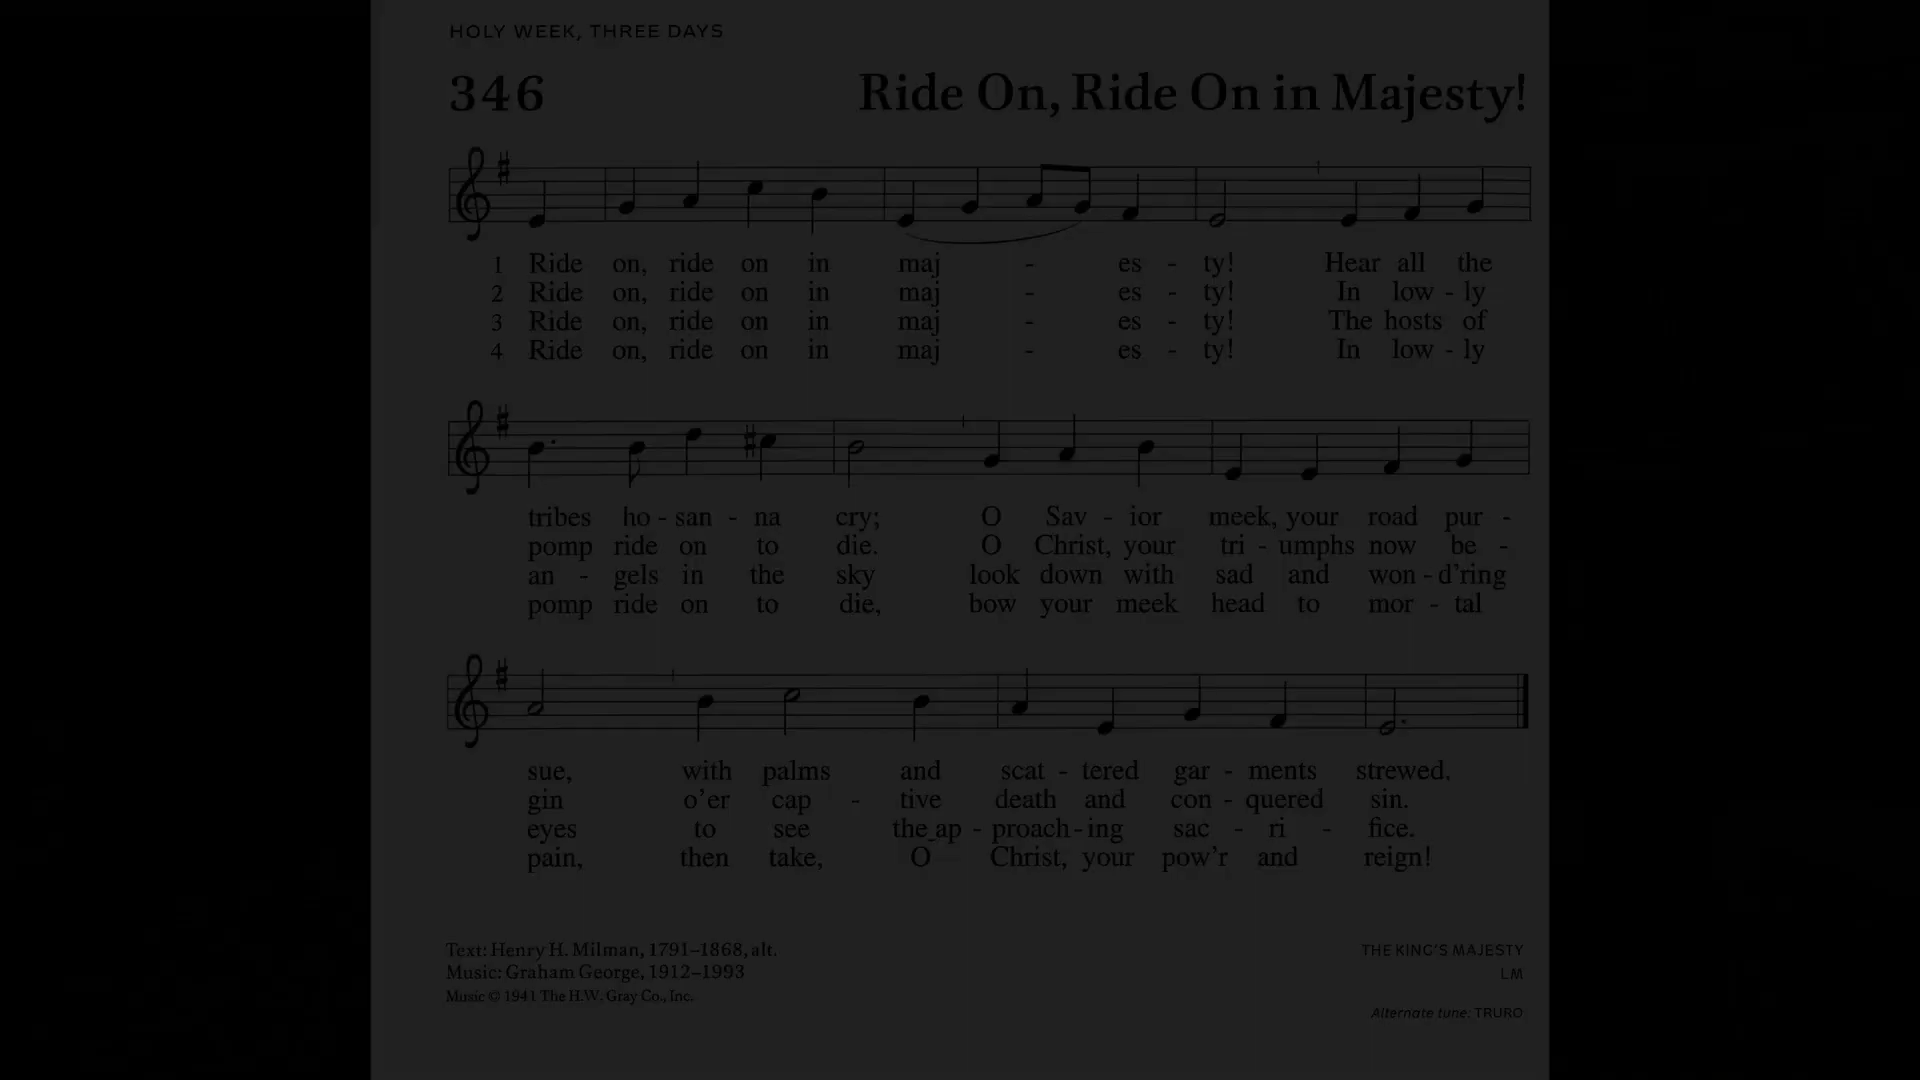 HOLY WEEK, THREE DAYS
346 Ride On, Ride On in Majesty!
1 Ride on, ride on in maj - es - ty! Hear all the
2 Ride on, ride on in maj - es - ty! In low - ly
3 Ride on, ride on in maj - es - ty! The hosts of
4 Ride on, ride on in maj - es - ty! In low - ly
tribes ho - san - na cry; O Sav - ior meek, your road pur -
pomp ride on to die. O Christ, your tri - umphs now be -
an - gels in the sky look down with sad and won - d’ring
pomp ride on to die, bow your meek head to mor - tal
sue, with palms and scat - tered gar - ments strewed,
gin o’er cap - tive death and con - quered sin.
eyes to see the ap - proach - ing sac - ri - fice.
pain, then take, O Christ, your pow’r and reign!
Text: Henry H. Milman, 1791–1868, alt.
Music: Graham George, 1912–1993
Music © 1941 The H.W. Gray Co., Inc.
THE KING’S MAJESTY
LM
Alternate tune: TRURO